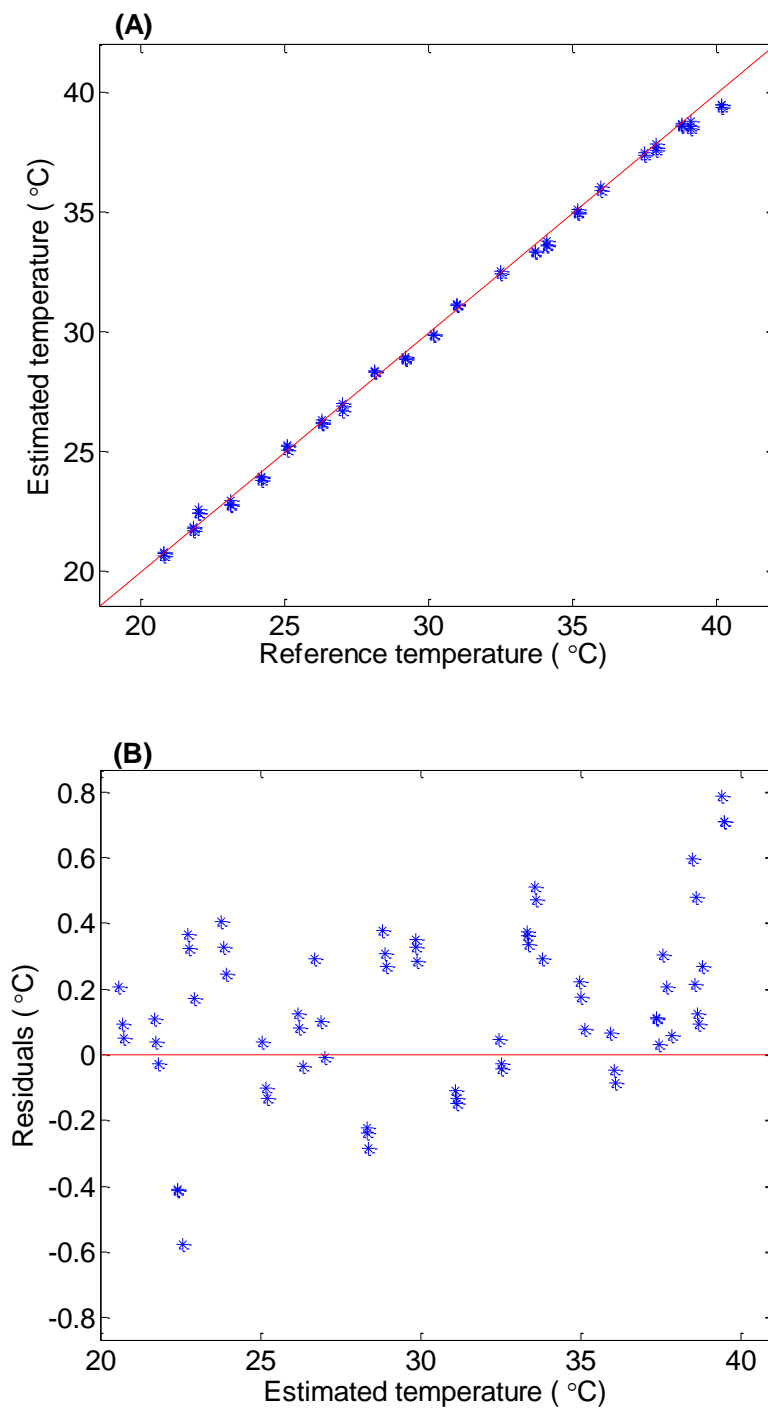 (A)
40
35
30
25
20
Estimated temperature ( °C)
20 25 30 35 40
Reference temperature ( °C)
(B)
0.8
0.6
0.4
0.2
0
-0.2
-0.4
-0.6
-0.8
Residuals ( °C)
20 25 30 35 40
Estimated temperature ( °C)